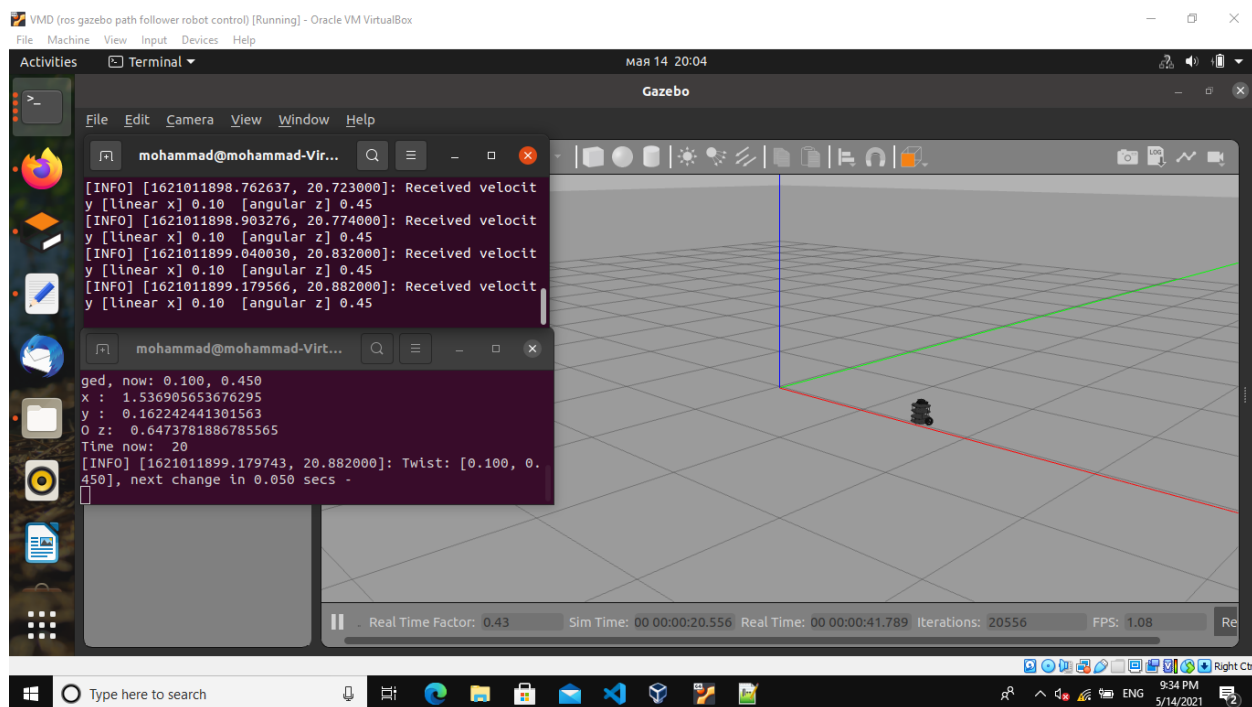 VMD (ros gazebo path follower robot control) [Running] - Oracle VM VirtualBox
File Machine View Input Devices Help
Activities Terminal мая 14 20:04
Gazebo
File Edit Camera View Window Help
mohammad@mohammad-Vir...
[INFO] [1621011898.762637, 20.723000]: Received velocit
y [linear x] 0.10 [angular z] 0.45
[INFO] [1621011898.903276, 20.774000]: Received velocit
y [linear x] 0.10 [angular z] 0.45
[INFO] [1621011899.040030, 20.832000]: Received velocit
y [linear x] 0.10 [angular z] 0.45
[INFO] [1621011899.179566, 20.882000]: Received velocit
y [linear x] 0.10 [angular z] 0.45
LOG
mohammad@mohammad-Virt...
ged, now: 0.100, 0.450
x : 1.536905653676295
y : 0.162242441301563
O z: 0.6473781886785565
Time now: 20
[INFO] [1621011899.179743, 20.882000]: Twist: [0.100, 0.
450], next change in 0.050 secs -
Real Time Factor: 0.43 Sim Time: 00 00:00:20.556 Real Time: 00 00:00:41.789 Iterations: 20556 FPS: 1.08 Re
Right Ct
Type here to search
ENG
9:34 PM
5/14/2021
2